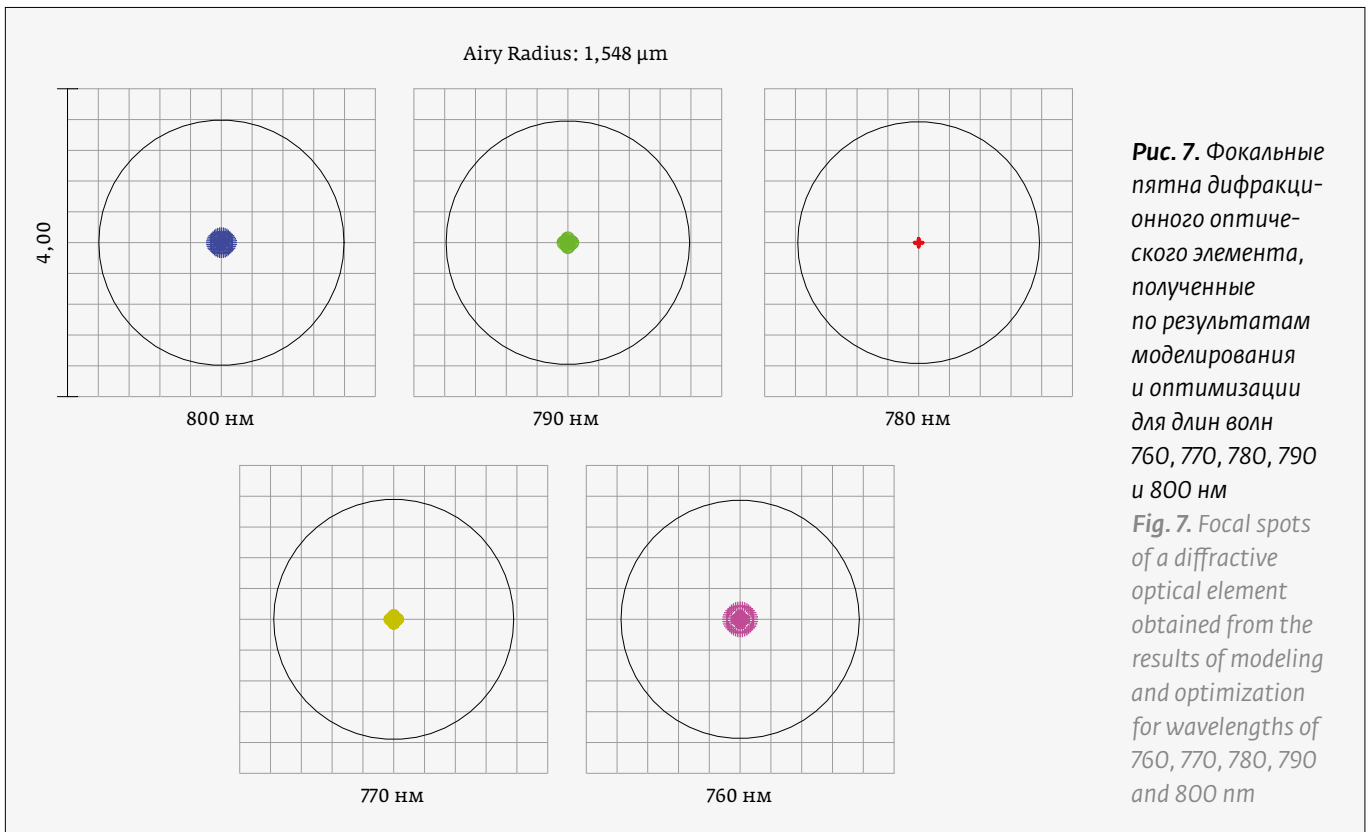 Airy Radius: 1,548 µm
4,00
800 нм
790 нм
780 нм
770 нм
760 нм
Рис. 7. Фокальные
пятна дифракци-
онного оптиче-
ского элемента,
полученные
по результатам
моделирования
и оптимизации
для длин волн
760, 770, 780, 790
и 800 нм
Fig. 7. Focal spots
of a diffractive
optical element
obtained from the
results of modeling
and optimization
for wavelengths of
760, 770, 780, 790
and 800 nm